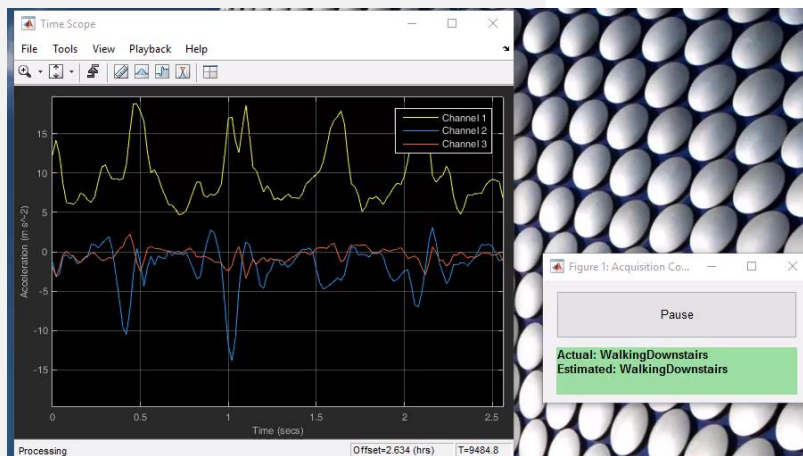 Time Scope
File Tools View Playback Help
Channel 1
Channel 2
Channel 3
15
10
5
0
-5
-10
-15
Acceleration (m s^-2)
0 0.5 1 1.5 2 2.5
Time (secs)
Processing Offset=2.634 (hrs) T=9484.8
Figure 1: Acquisition Co...
Pause
Actual: WalkingDownstairs
Estimated: WalkingDownstairs